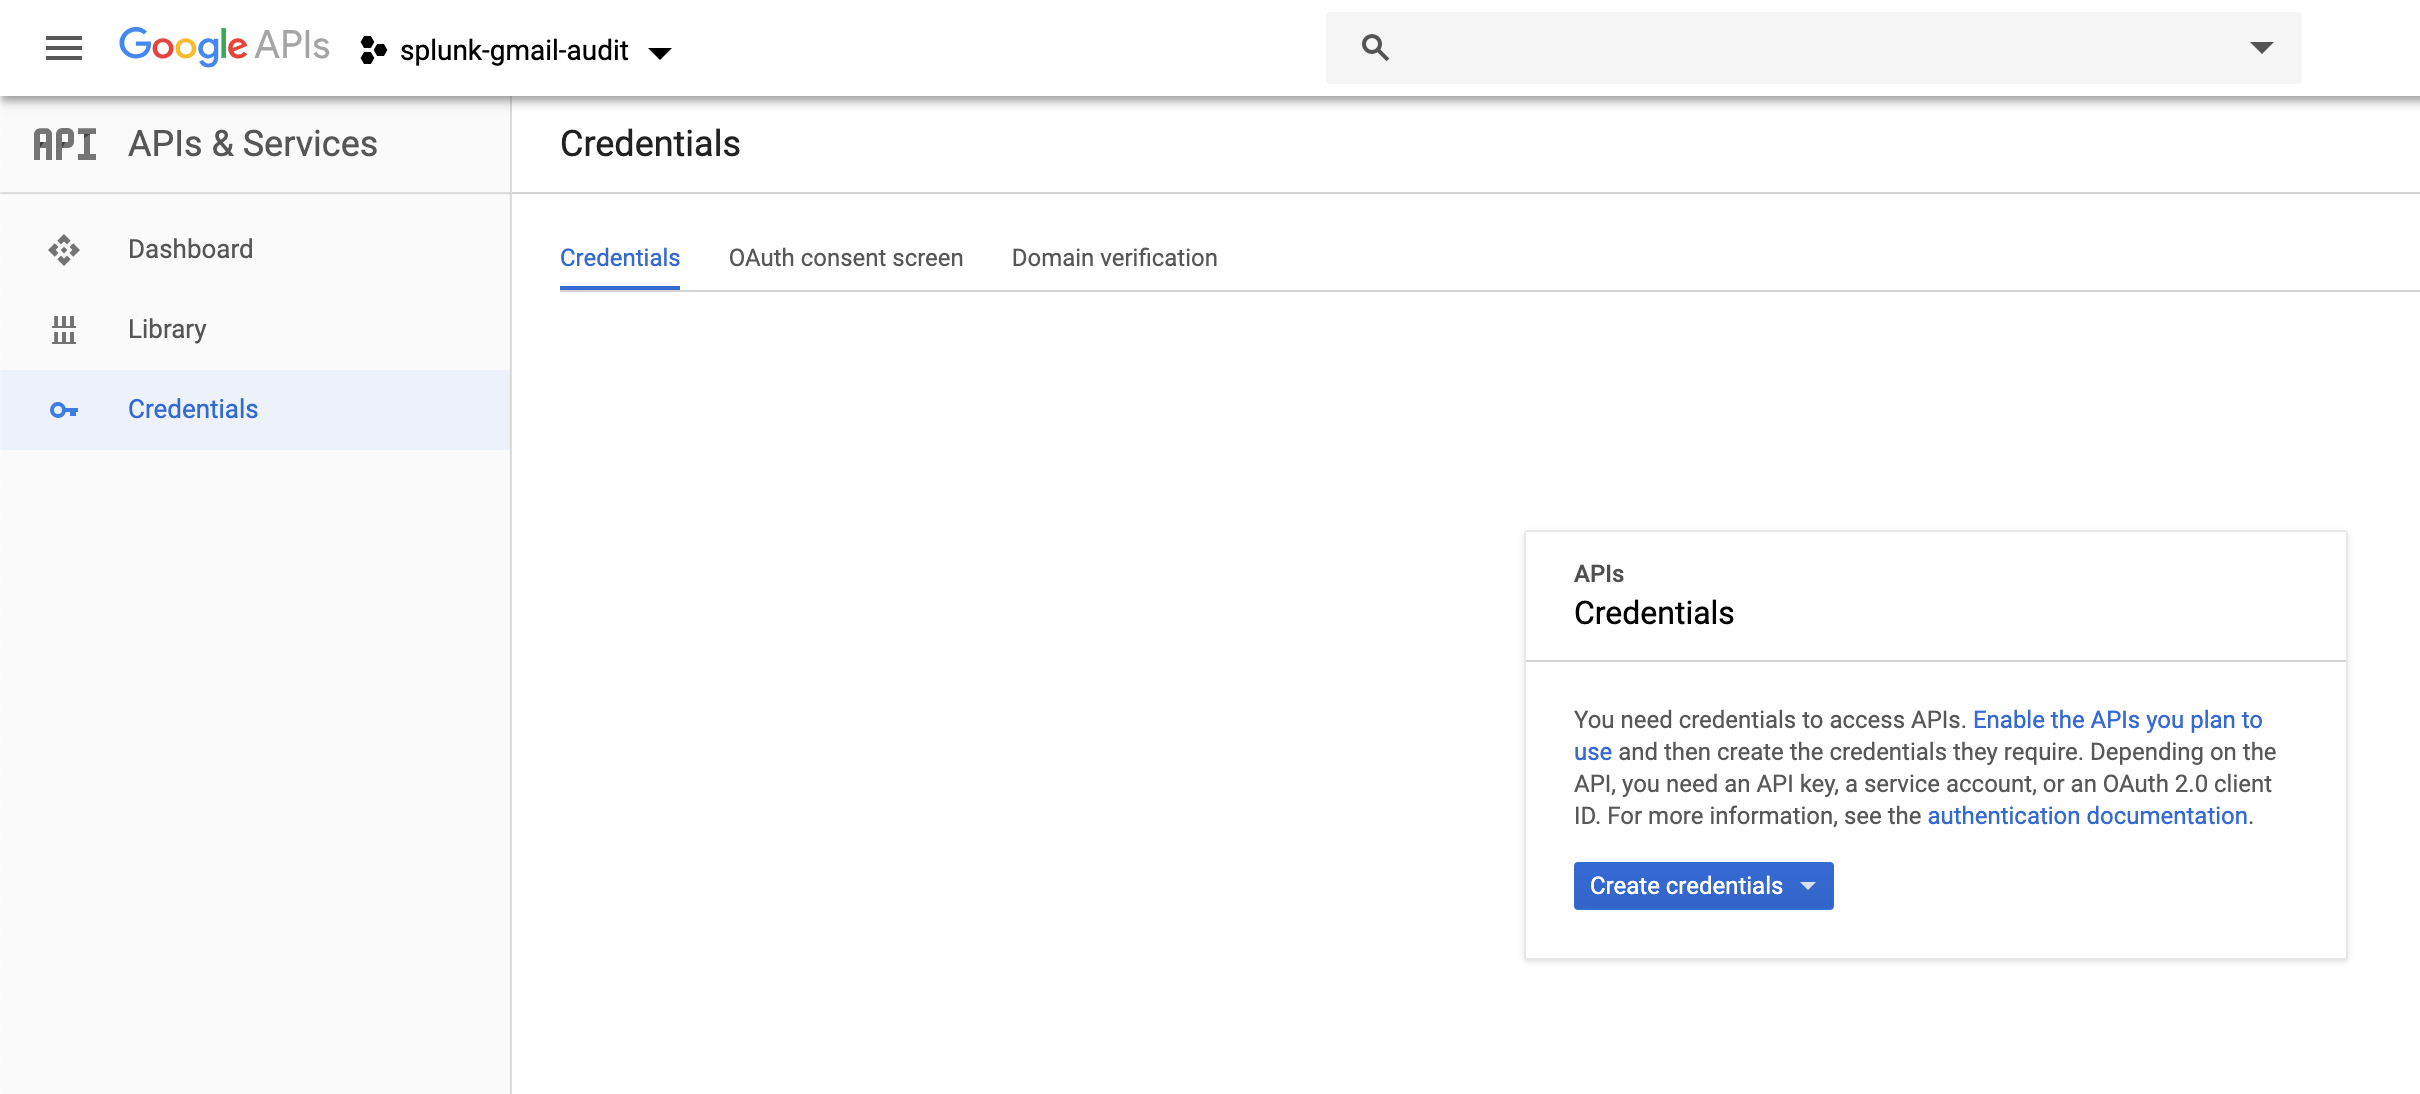 Google APIs
splunk-gmail-audit
API APIs & Services
Credentials
Dashboard
Library
Credentials
Credentials
OAuth consent screen
Domain verification
APIs
Credentials
You need credentials to access APIs. Enable the APIs you plan to
use and then create the credentials they require. Depending on the
API, you need an API key, a service account, or an OAuth 2.0 client
ID. For more information, see the authentication documentation.
Create credentials